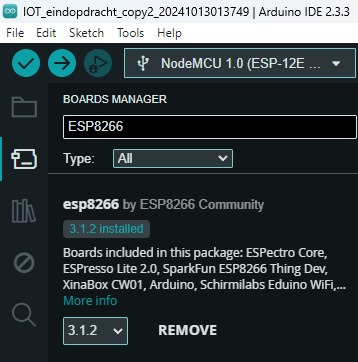 IOT_eindopdracht_copy2_20241013013749 | Arduino IDE 2.3.3
File Edit Sketch Tools Help
NodeMCU 1.0 (ESP-12E ...
BOARDS MANAGER
ESP8266
Type: All
esp8266 by ESP8266 Community
3.1.2 installed
Boards included in this package: ESPectro Core,
ESPresso Lite 2.0, SparkFun ESP8266 Thing Dev,
XinaBox CW01, Arduino, Schirmilabs Eduino WiFi,...
More info
3.1.2 REMOVE